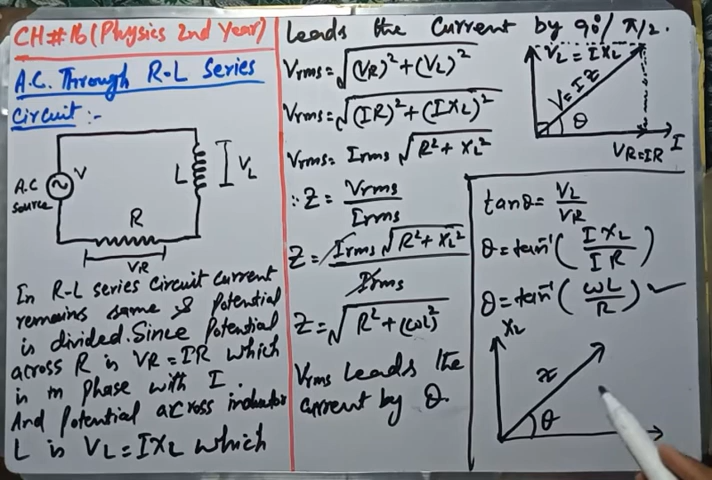 CH#16 (Physics 2nd Year)
A.C. Through R-L Series
Circuit:-
A.C
source
V
L
VL
R
VR
In R-L series circuit current
remains same & Potential
is divided. Since Potential
across R is VR = IR which
is in Phase with I.
And Potential across inductor
L is VL = IXL which
Leads the Current by 90°/π/2.
Vrms = √(VR)² + (VL)²
Vrms = √(IR)² + (IXL)²
Vrms = Irms √R² + XL²
∴ Z = Vrms / Irms
Z = Irms √R² + XL² / Irms
Z = √R² + (ωL)²
Vrms Leads the
Current by θ.
VL = IXL
V = IZ
θ
VR = IR
I
tanθ = VL / VR
θ = tan⁻¹ (IXL / IR)
θ = tan⁻¹ (ωL / R) ✓
XL
Z
θ